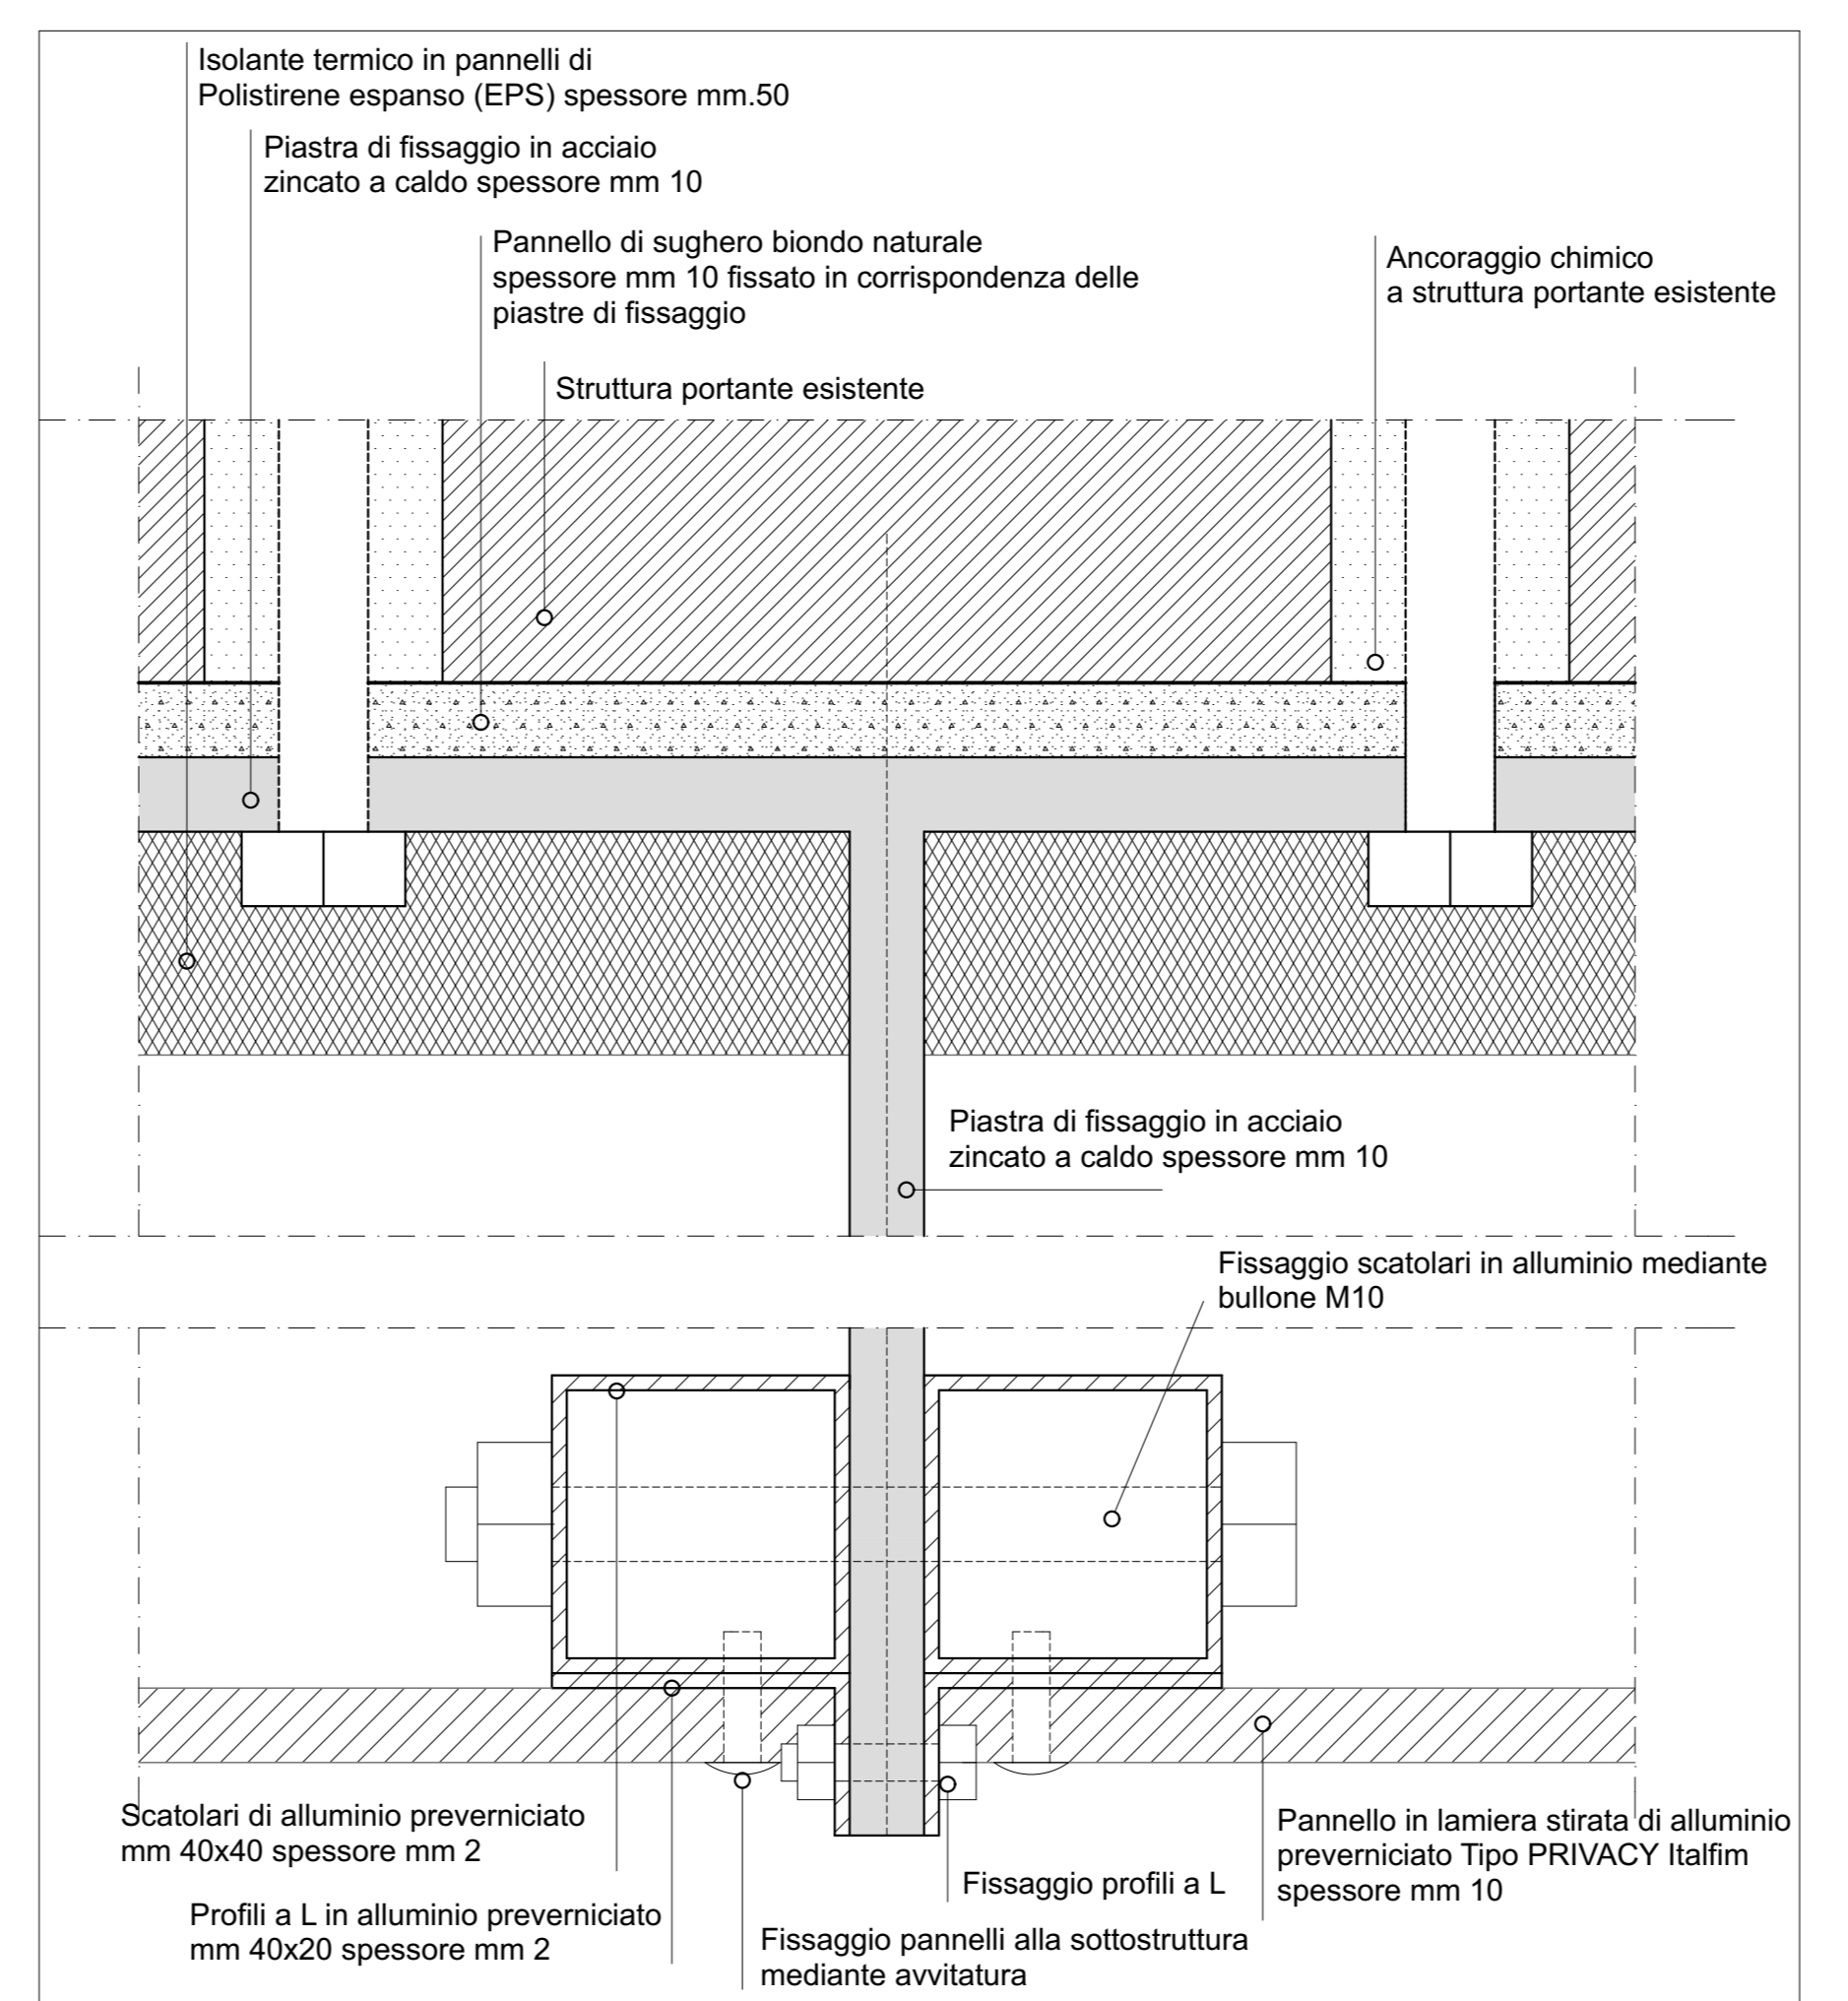 Isolante termico in pannelli di
Polistirene espanso (EPS) spessore mm.50
Piastra di fissaggio in acciaio
zincato a caldo spessore mm 10
Pannello di sughero biondo naturale
spessore mm 10 fissato in corrispondenza delle
piastre di fissaggio
Ancoraggio chimico
a struttura portante esistente
Struttura portante esistente
Piastra di fissaggio in acciaio
zincato a caldo spessore mm 10
Fissaggio scatolari in alluminio mediante
bullone M10
Scatolari di alluminio preverniciato
mm 40x40 spessore mm 2
Pannello in lamiera stirata di alluminio
preverniciato Tipo PRIVACY Italfim
spessore mm 10
Fissaggio profili a L
Profili a L in alluminio preverniciato
mm 40x20 spessore mm 2
Fissaggio pannelli alla sottostruttura
mediante avvitatura